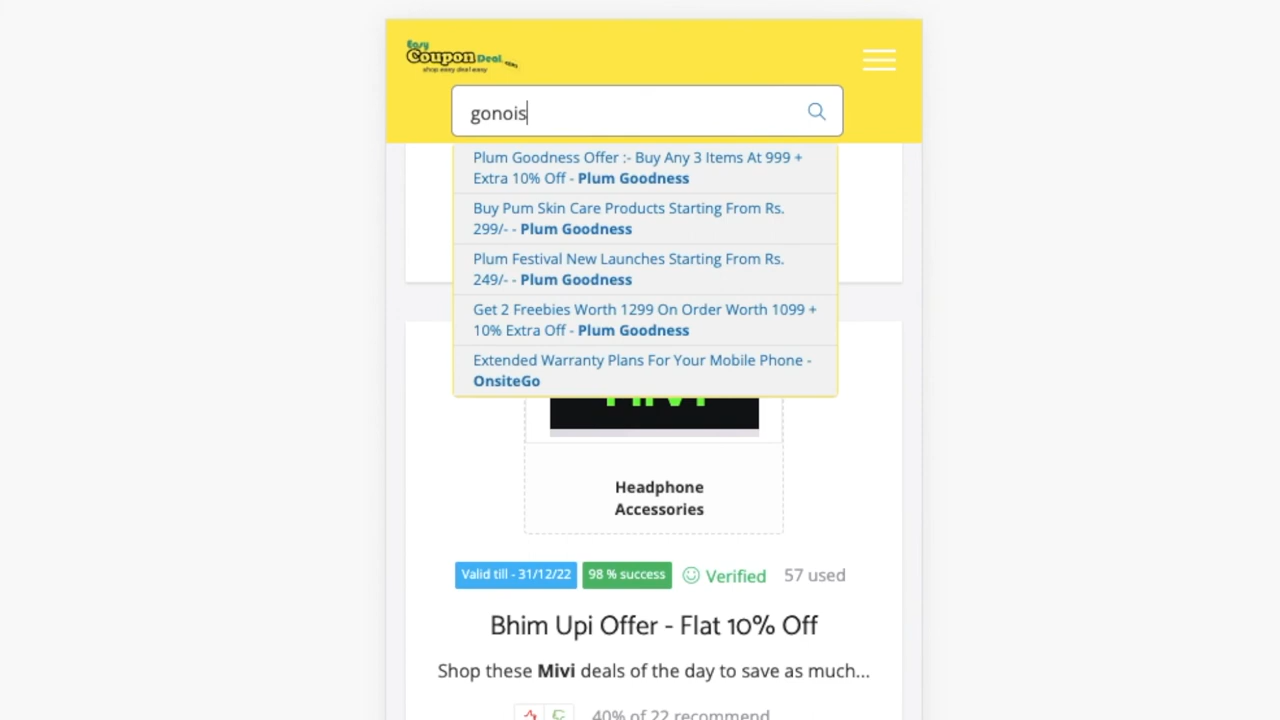 Easy
Coupon Deal.com
shop easy deal easy
gonois
Plum Goodness Offer :- Buy Any 3 Items At 999 +
Extra 10% Off - Plum Goodness
Buy Pum Skin Care Products Starting From Rs.
299/- - Plum Goodness
Plum Festival New Launches Starting From Rs.
249/- - Plum Goodness
Get 2 Freebies Worth 1299 On Order Worth 1099 +
10% Extra Off - Plum Goodness
Extended Warranty Plans For Your Mobile Phone -
OnsiteGo
Headphone
Accessories
Valid till - 31/12/22 98 % success Verified 57 used
Bhim Upi Offer - Flat 10% Off
Shop these Mivi deals of the day to save as much...
40% of 22 recommend